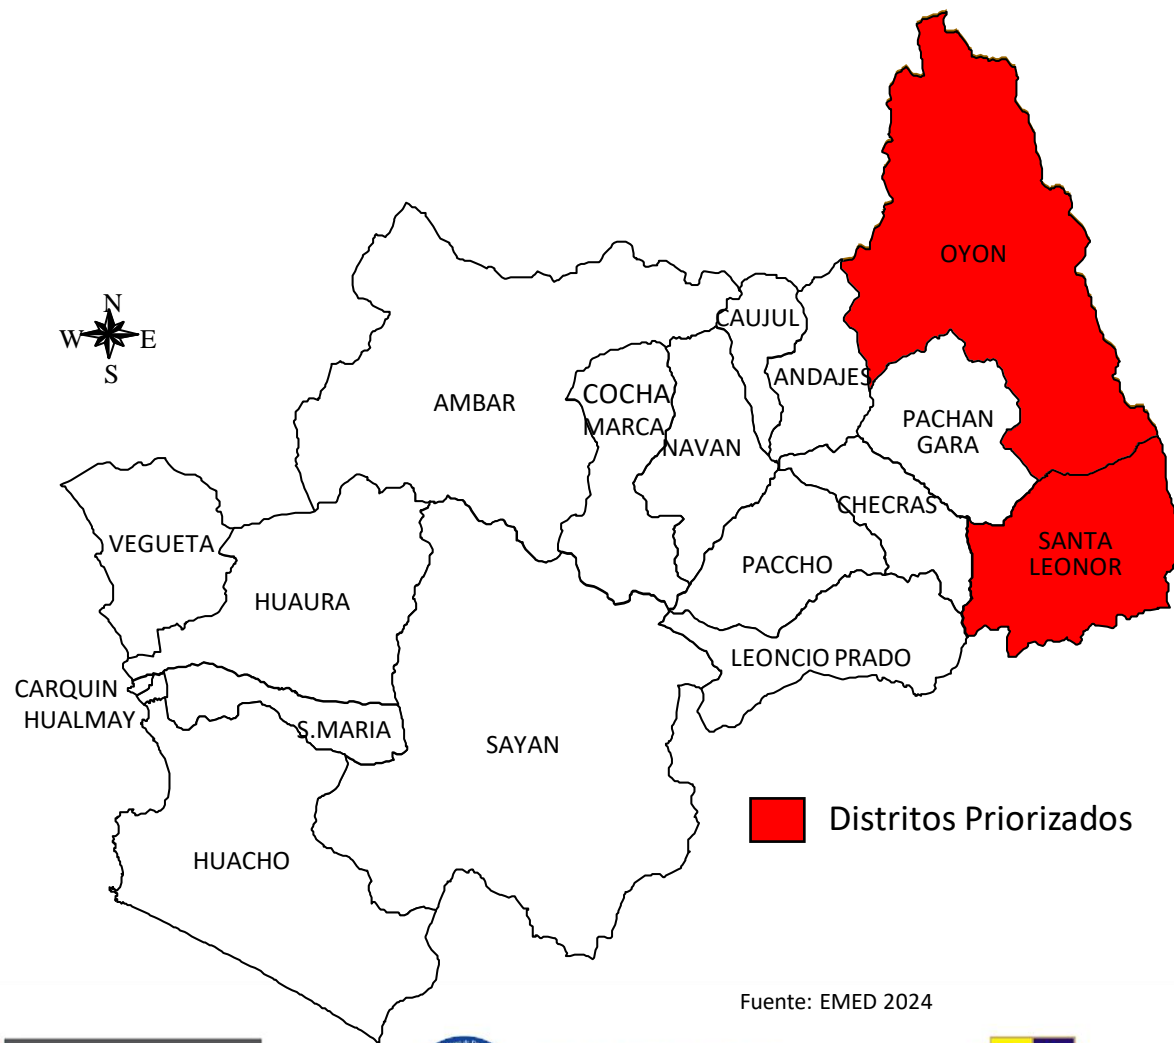 OYON
N
W
E
S
CAUJUL
ANDAJES
COCHA
MARCA
AMBAR
PACHAN
GARA
NAVAN
CHECRAS
VEGUETA
SANTA
LEONOR
PACCHO
HUAURA
LEONCIO PRADO
CARQUIN
HUALMAY
S.MARIA
SAYAN
Distritos Priorizados
HUACHO
Fuente: EMED 2024